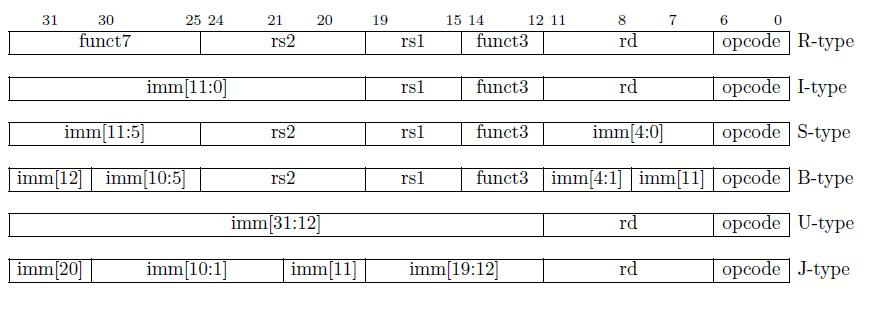 31 30 25 24 21 20 19 15 14 12 11 8 7 6 0
funct7 rs2 rs1 funct3 rd opcode R-type
imm[11:0] rs1 funct3 rd opcode I-type
imm[11:5] rs2 rs1 funct3 imm[4:0] opcode S-type
imm[12] imm[10:5] rs2 rs1 funct3 imm[4:1] imm[11] opcode B-type
imm[31:12] rd opcode U-type
imm[20] imm[10:1] imm[11] imm[19:12] rd opcode J-type